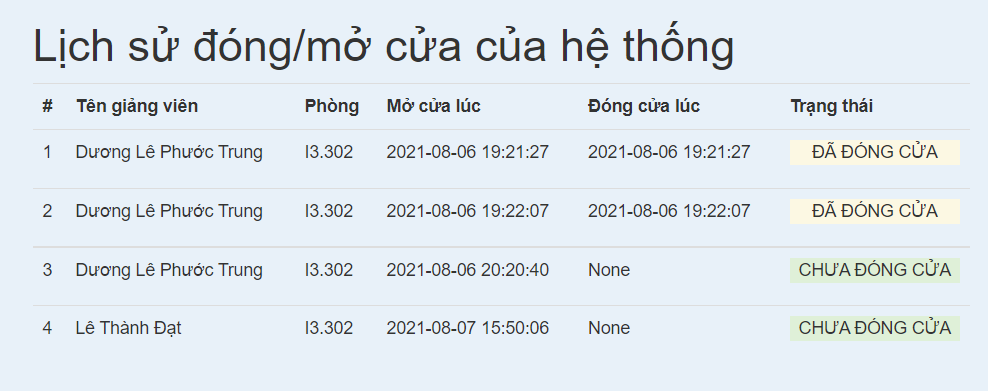 Lịch sử đóng/mở cửa của hệ thống
# Tên giảng viên Phòng Mở cửa lúc Đóng cửa lúc Trạng thái
1 Dương Lê Phước Trung I3.302 2021-08-06 19:21:27 2021-08-06 19:21:27 ĐÃ ĐÓNG CỬA
2 Dương Lê Phước Trung I3.302 2021-08-06 19:22:07 2021-08-06 19:22:07 ĐÃ ĐÓNG CỬA
3 Dương Lê Phước Trung I3.302 2021-08-06 20:20:40 None CHƯA ĐÓNG CỬA
4 Lê Thành Đạt I3.302 2021-08-07 15:50:06 None CHƯA ĐÓNG CỬA